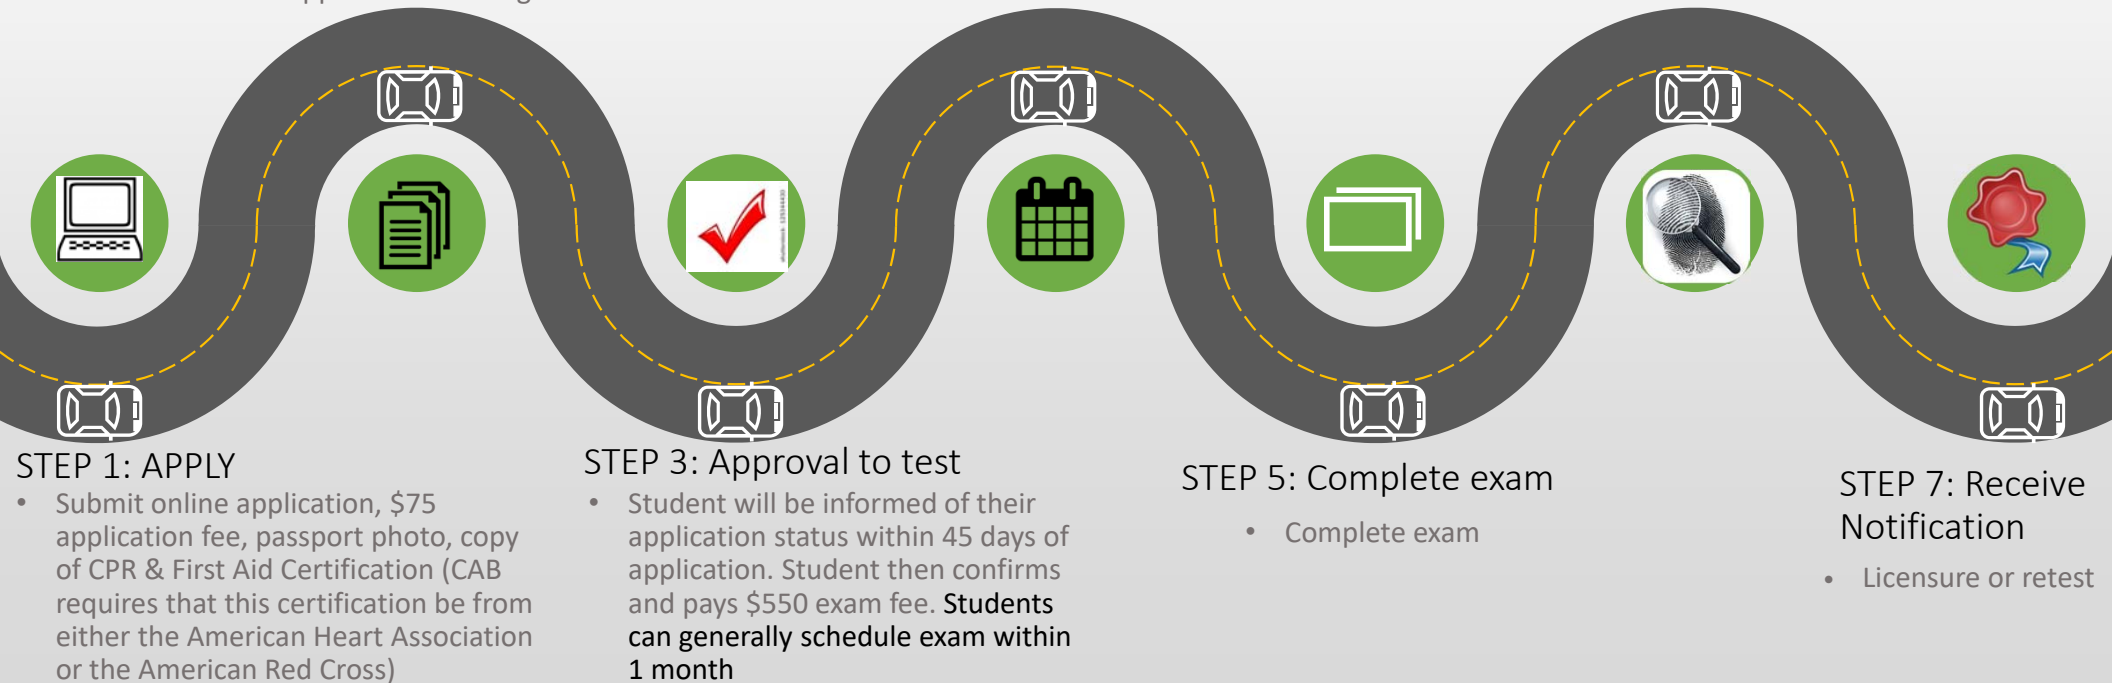 STEP 1: APPLY
• Submit online application, $75
application fee, passport photo, copy
of CPR & First Aid Certification (CAB
requires that this certification be from
either the American Heart Association
or the American Red Cross)
STEP 3: Approval to test
• Student will be informed of their
application status within 45 days of
application. Student then confirms
and pays $550 exam fee. Students
can generally schedule exam within
1 month
STEP 5: Complete exam
• Complete exam
STEP 7: Receive
Notification
• Licensure or retest